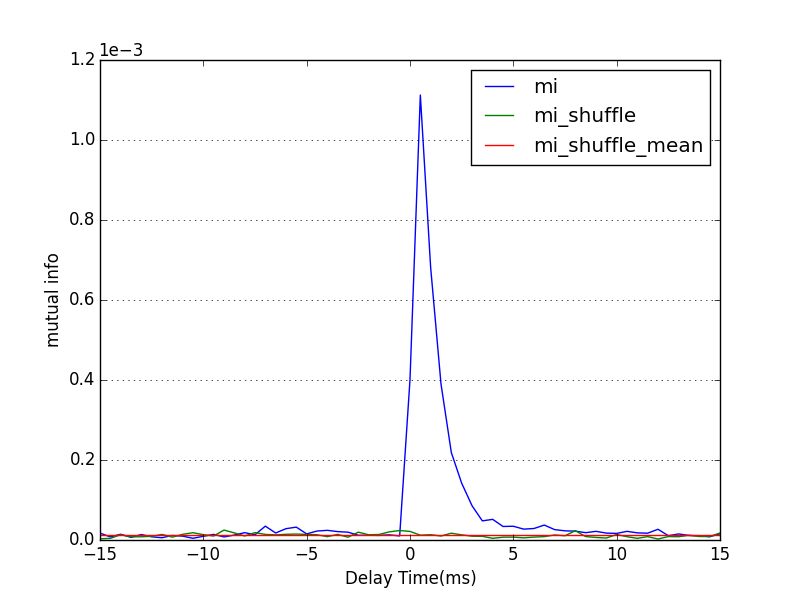 1e−3
1.2
1.0
0.8
0.6
0.4
0.2
0.0
mutual info
mi
mi_shuffle
mi_shuffle_mean
−15 −10 −5 0 5 10 15
Delay Time(ms)